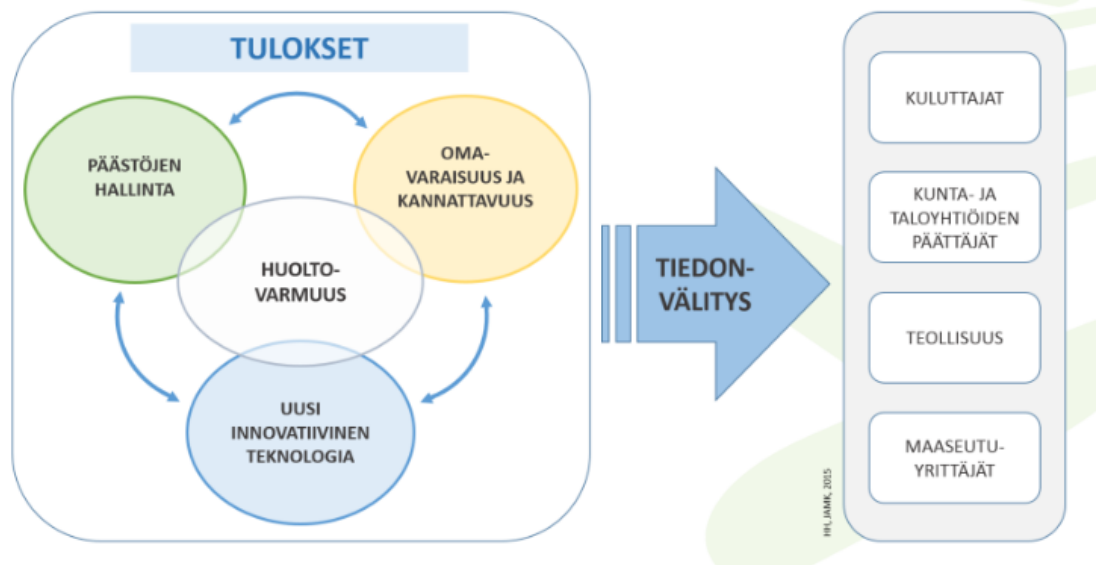 TULOKSET
PÄÄSTÖJEN
HALLINTA
OMA-
VARAISUUS JA
KANNATTAVUUS
HUOLTO-
VARMUUS
UUSI
INNOVATIIVINEN
TEKNOLOGIA
TIEDON-
VÄLITYS
KULUTTAJAT
KUNTA- JA
TALOYHTIÖIDEN
PÄÄTTÄJÄT
TEOLLISUUS
MAASEUTU-
YRITTÄJÄT
HH, JAMK, 2015